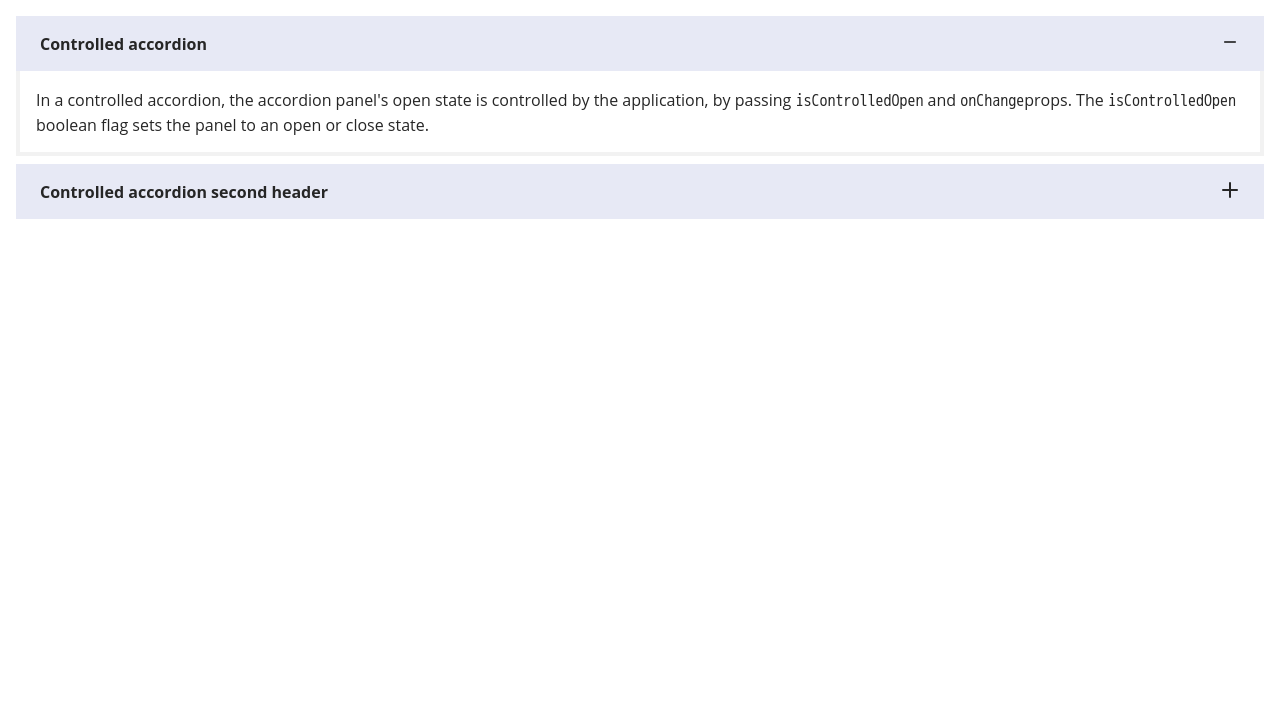 Controlled accordion
In a controlled accordion, the accordion panel's open state is controlled by the application, by passing isControlledOpen and onChangeprops. The isControlledOpen
boolean flag sets the panel to an open or close state.
Controlled accordion second header